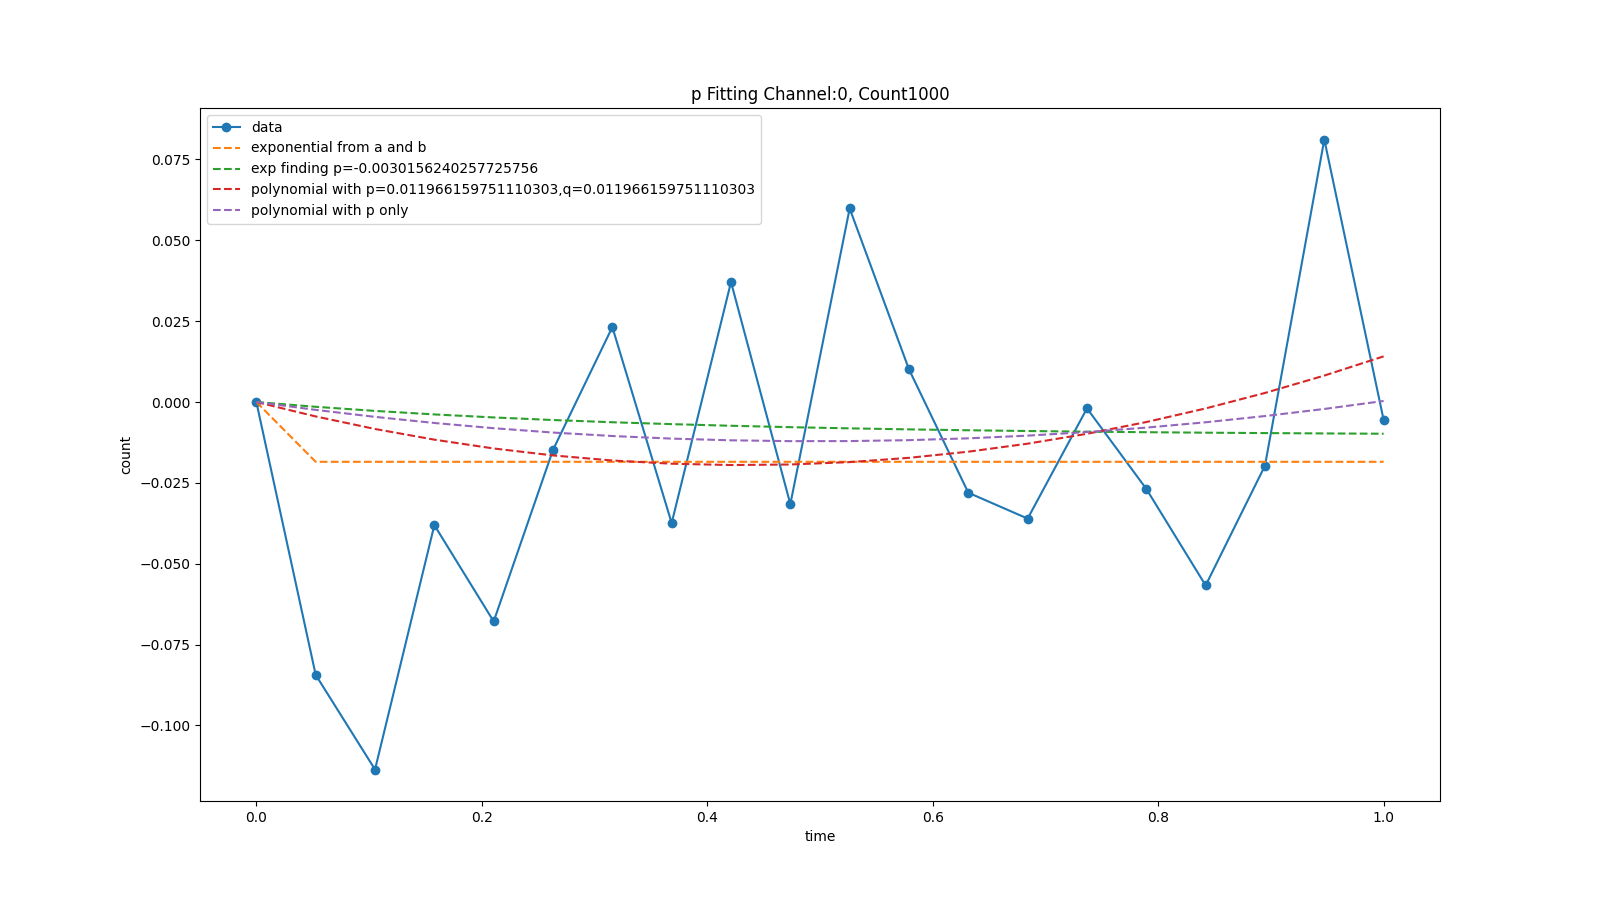 p Fitting Channel:0, Count1000
data
exponential from a and b
exp finding p=-0.0030156240257725756
polynomial with p=0.011966159751110303,q=0.011966159751110303
polynomial with p only
0.075
0.050
0.025
0.000
−0.025
−0.050
−0.075
−0.100
count
0.0 0.2 0.4 0.6 0.8 1.0
time